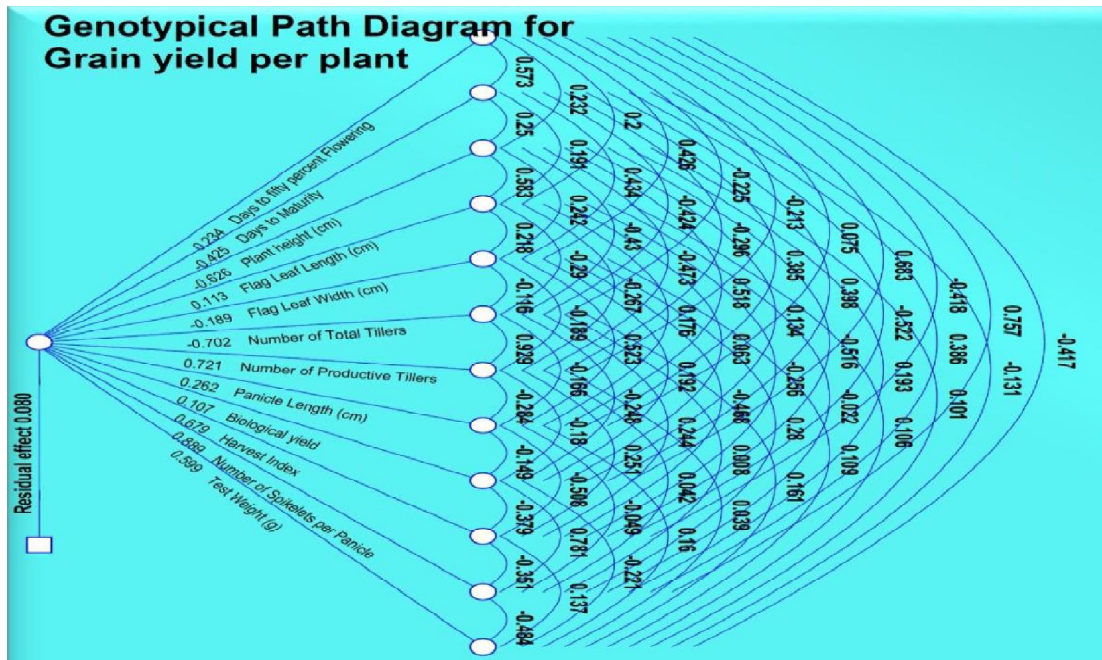 Genotypical Path Diagram for
Grain yield per plant
-0.234 Days to fifty percent Flowering
-0.425 Days to Maturity
-0.626 Plant height (cm)
0.113 Flag Leaf Length (cm)
-0.189 Flag Leaf Width (cm)
-0.702 Number of Total Tillers
0.721 Number of Productive Tillers
0.262 Panicle Length (cm)
0.107 Biological yield
0.679 Harvest Index
0.889 Number of Spikelets per Panicle
0.599 Test Weight (g)
Residual effect 0.080
0.573 0.25 0.583 0.218 -0.116 0.929 -0.284 -0.149 -0.379 -0.351 -0.484
0.232 0.191 0.242 -0.29 -0.189 -0.166 -0.18 -0.508 0.781 0.137
0.2 0.434 -0.43 -0.267 0.523 -0.248 0.251 -0.049 -0.221
0.426 -0.424 -0.473 0.176 0.192 0.244 0.042 0.16
-0.225 -0.296 0.518 0.063 -0.468 0.008 0.039
-0.213 0.385 0.134 -0.256 0.28 0.161
0.075 0.398 -0.516 -0.022 0.109
0.683 -0.522 0.193 0.106
-0.418 0.386 0.101
0.757 -0.131
-0.417